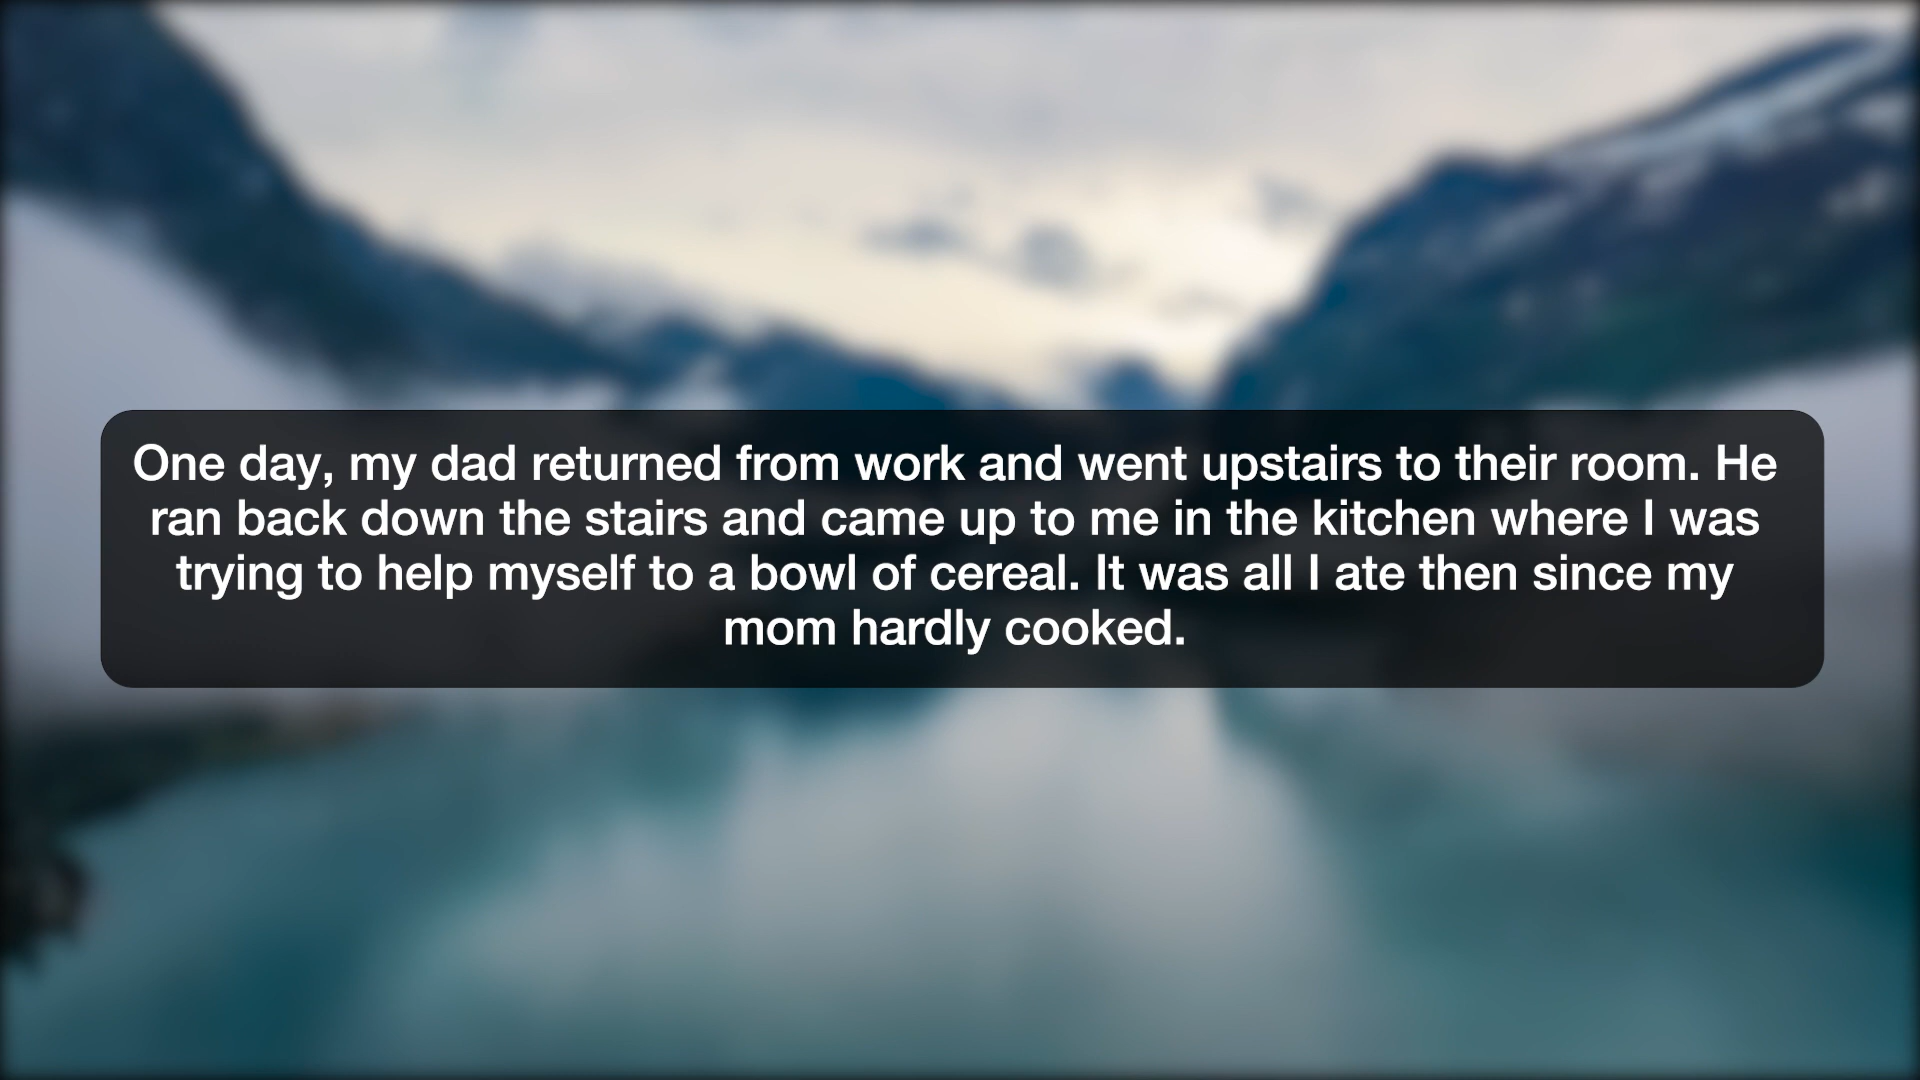 One day, my dad returned from work and went upstairs to their room. He
ran back down the stairs and came up to me in the kitchen where I was
trying to help myself to a bowl of cereal. It was all I ate then since my
mom hardly cooked.